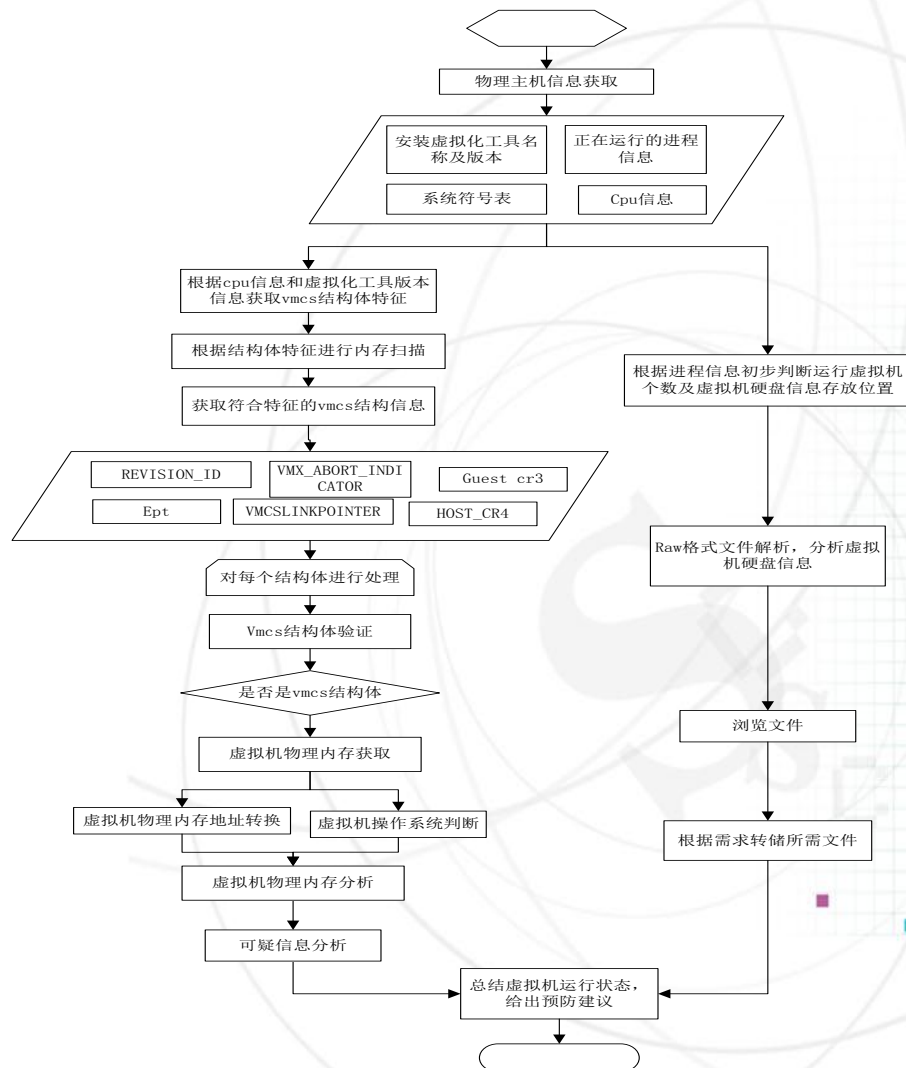 物理主机信息获取
安装虚拟化工具名
称及版本
正在运行的进程
信息
系统符号表
Cpu信息
根据cpu信息和虚拟化工具版本
信息获取vmcs结构体特征
根据结构体特征进行内存扫描
获取符合特征的vmcs结构信息
REVISION_ID
VMX_ABORT_INDI
CATOR
Guest cr3
Ept
VMCSLINKPOINTER
HOST_CR4
对每个结构体进行处理
Vmcs结构体验证
是否是vmcs结构体
虚拟机物理内存获取
虚拟机物理内存地址转换
虚拟机操作系统判断
虚拟机物理内存分析
可疑信息分析
根据进程信息初步判断运行虚拟机
个数及虚拟机硬盘信息存放位置
Raw格式文件解析，分析虚拟
机硬盘信息
浏览文件
根据需求转储所需文件
总结虚拟机运行状态，
给出预防建议